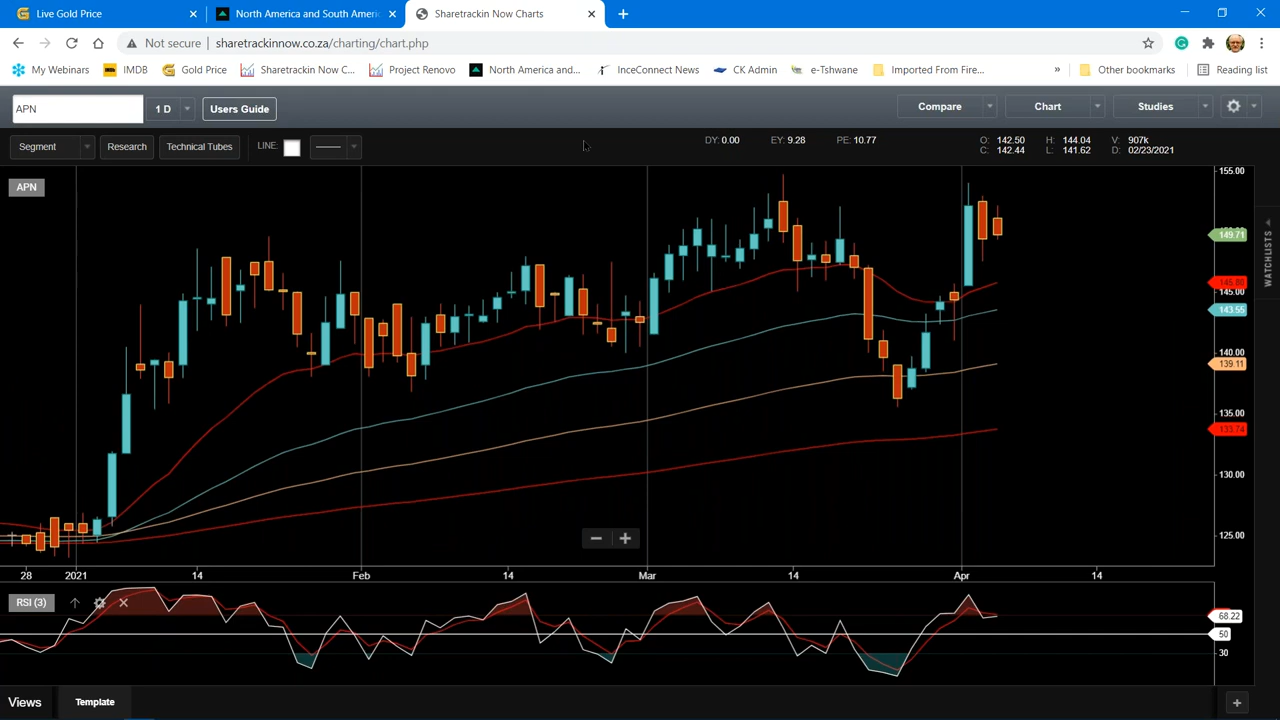 Live Gold Price
North America and South Americ
Sharetrackin Now Charts
Not secure | sharetrackinnow.co.za/charting/chart.php
My Webinars
IMDB
Gold Price
Sharetrackin Now C...
Project Renovo
North America and...
InceConnect News
CK Admin
e-Tshwane
Imported From Fire...
»
Other bookmarks
Reading list
APN
1 D
Users Guide
Compare
Chart
Studies
Segment
Research
Technical Tubes
LINE:
DY: 0.00
EY: 9.28
PE: 10.77
O: 142.50 H: 144.04 V: 907k
C: 142.44 L: 141.62 D: 02/23/2021
APN
155.00
149.71
145.80
145.00
143.55
140.00
139.11
135.00
133.74
130.00
125.00
WATCHLISTS
28 2021 14 Feb 14 Mar 14 Apr 14
RSI (3)
68.22
50
30
Views
Template